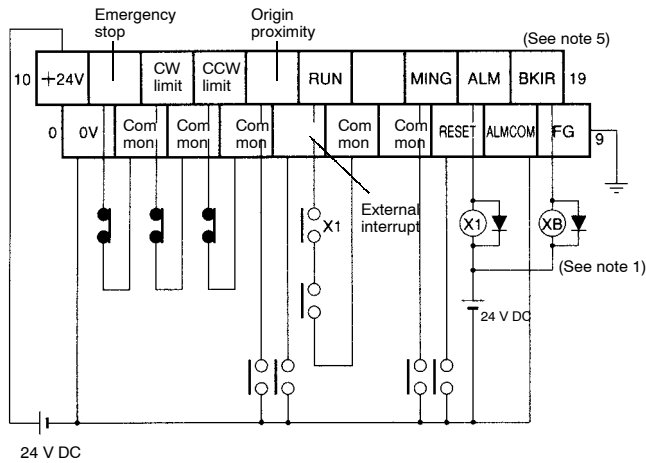 Emergency
stop
Origin
proximity
(See note 5)
10
+24V
CW
limit
CCW
limit
RUN
MING
ALM
BKIR
19
0
0V
Com
mon
Com
mon
Com
mon
Com
mon
Com
mon
RESET
ALMCOM
FG
9
External
interrupt
X1
X1
XB
(See note 1)
24 V DC
24 V DC